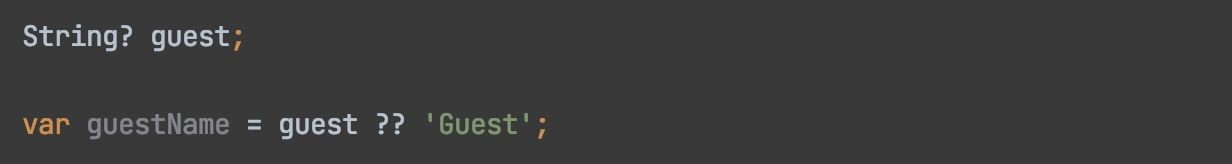 String? guest;
var guestName = guest ?? 'Guest';